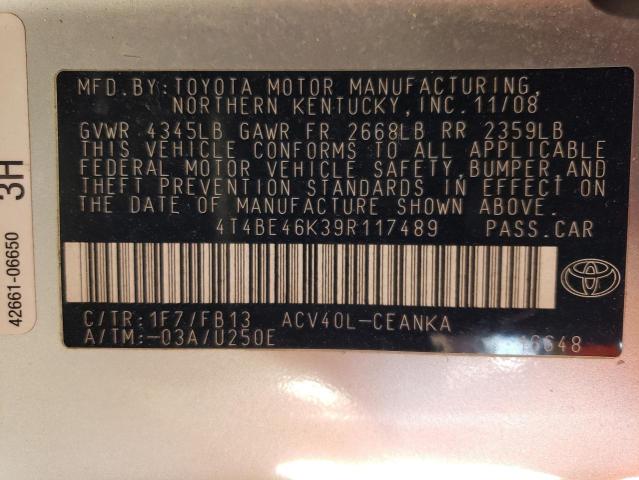 MFD. BY: TOYOTA MOTOR MANUFACTURING,
NORTHERN KENTUCKY, INC. 11/08
GVWR 4345LB GAWR FR 2668LB RR 2359LB
THIS VEHICLE CONFORMS TO ALL APPLICABLE
FEDERAL MOTOR VEHICLE SAFETY, BUMPER, AND
THEFT PREVENTION STANDARDS IN EFFECT ON
THE DATE OF MANUFACTURE SHOWN ABOVE.
4T4BE46K39R117489 PASS. CAR
C/TR: 1F7/FB13 ACV40L-CEANKA
A/TM: -03A/U250E
3H
42661-06650